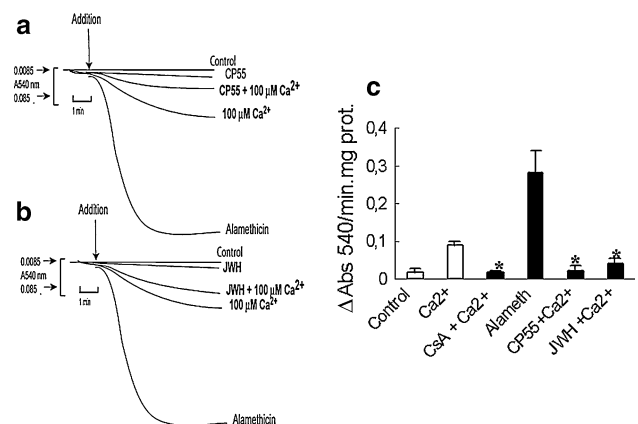 a
Addition
Control
CP55
CP55 + 100 µM Ca2+
100 µM Ca2+
0.0085
A540 nm
0.085
1 min
Alamethicin
b
Addition
Control
JWH
JWH + 100 µM Ca2+
100 µM Ca2+
0.0085
A540 nm
0.085
1 min
Alamethicin
c
Δ Abs 540/min.mg prot.
0,4
0,3
0,2
0,1
0
* * *
Control
Ca2+
CsA + Ca2+
Alameth
CP55 +Ca2+
JWH +Ca2+